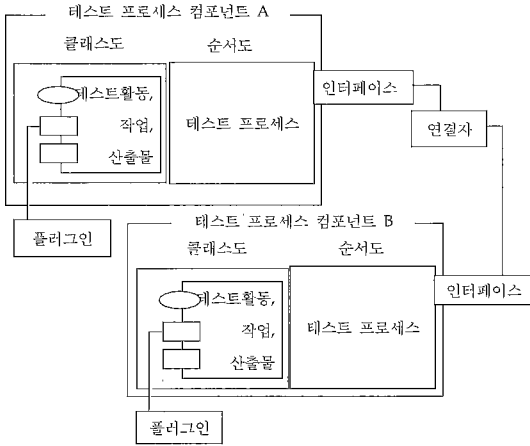 테스트 프로세스 컴포넌트 A
클래스도 순서도
테스트활동,
작업,
산출물
테스트 프로세스
인터페이스
연결자
플러그인
테스트 프로세스 컴포넌트 B
클래스도 순서도
테스트활동,
작업,
산출물
테스트 프로세스
인터페이스
플러그인